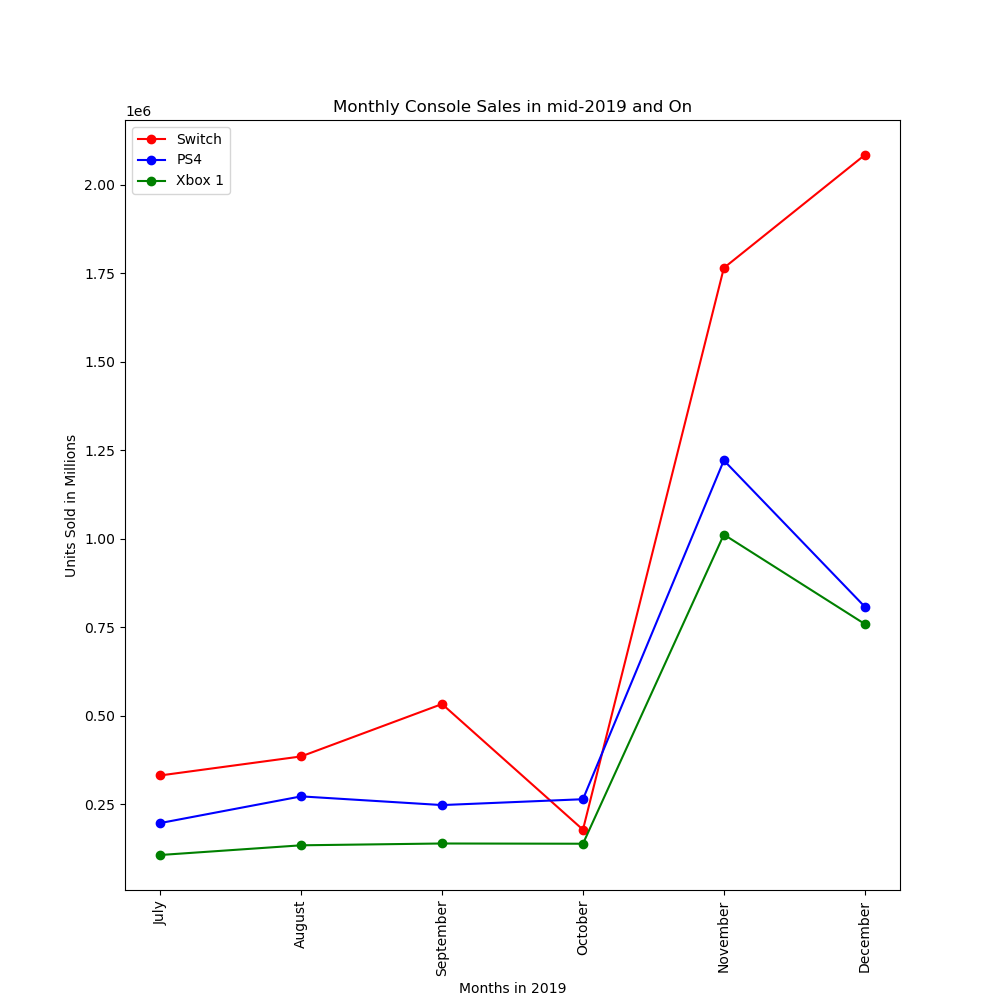 Monthly Console Sales in mid-2019 and On
1e6
Switch
PS4
Xbox 1
2.00
1.75
1.50
1.25
1.00
0.75
0.50
0.25
Units Sold in Millions
July
August
September
October
November
December
Months in 2019